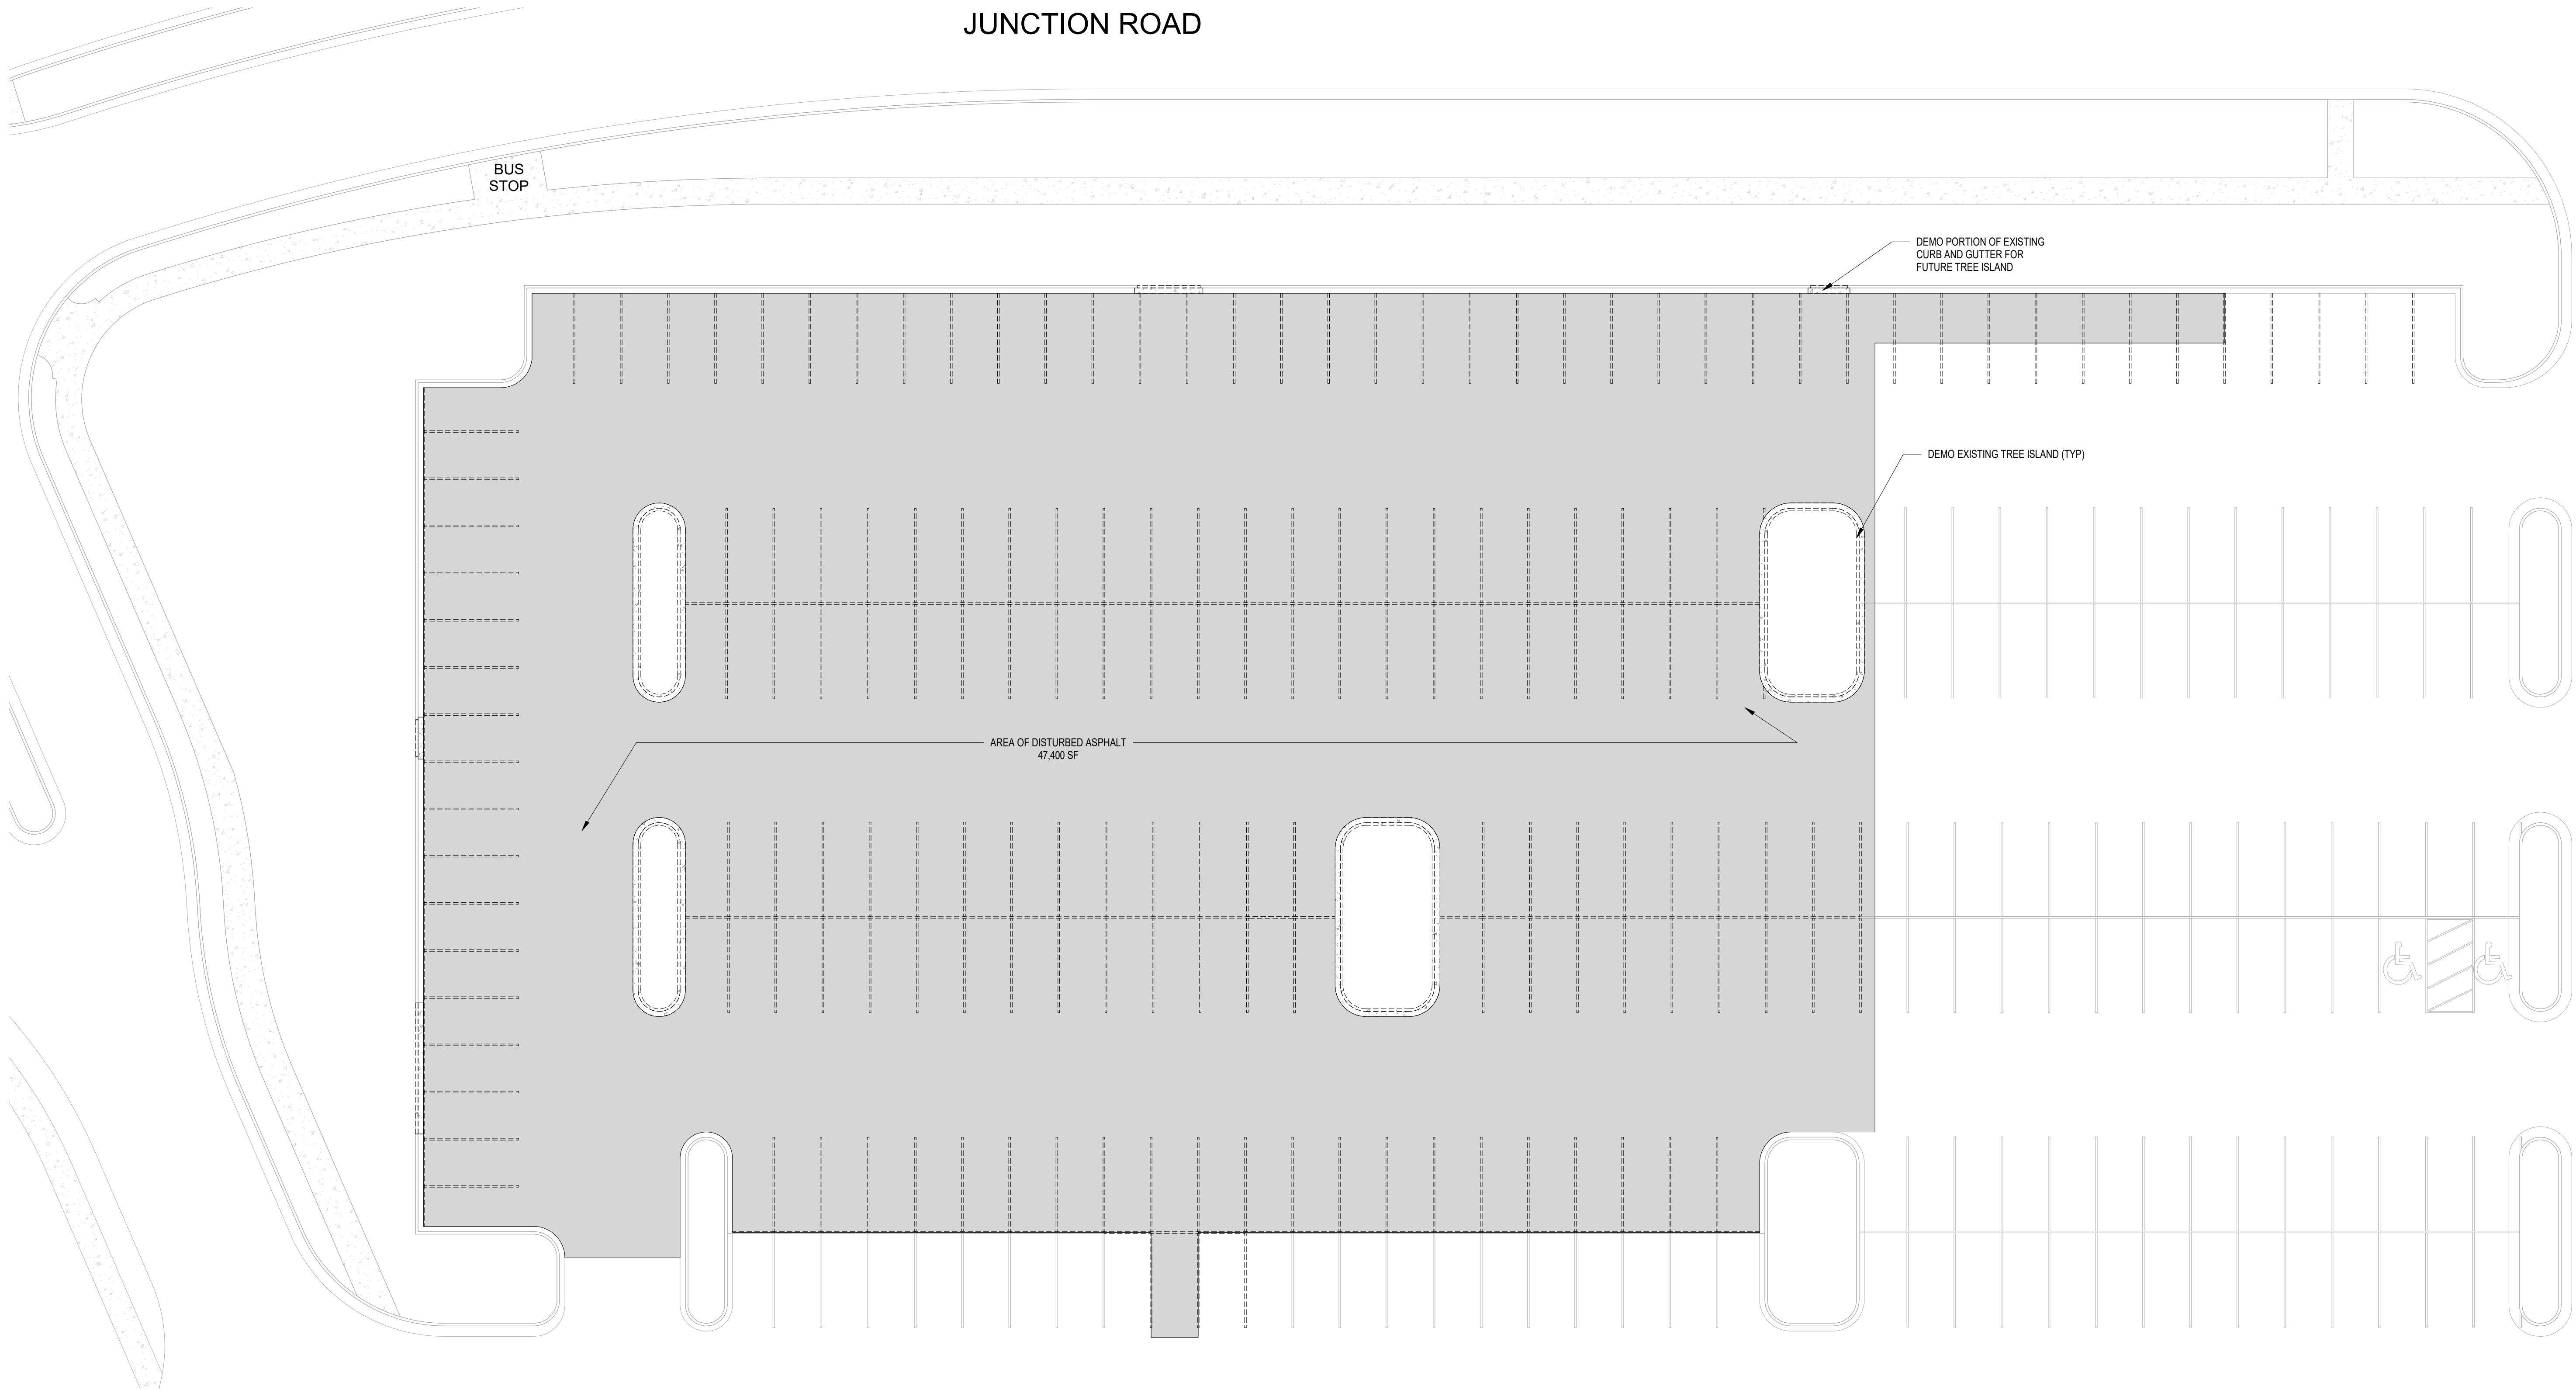 JUNCTION ROAD
BUS
STOP
DEMO PORTION OF EXISTING
CURB AND GUTTER FOR
FUTURE TREE ISLAND
DEMO EXISTING TREE ISLAND (TYP)
AREA OF DISTURBED ASPHALT
47,400 SF